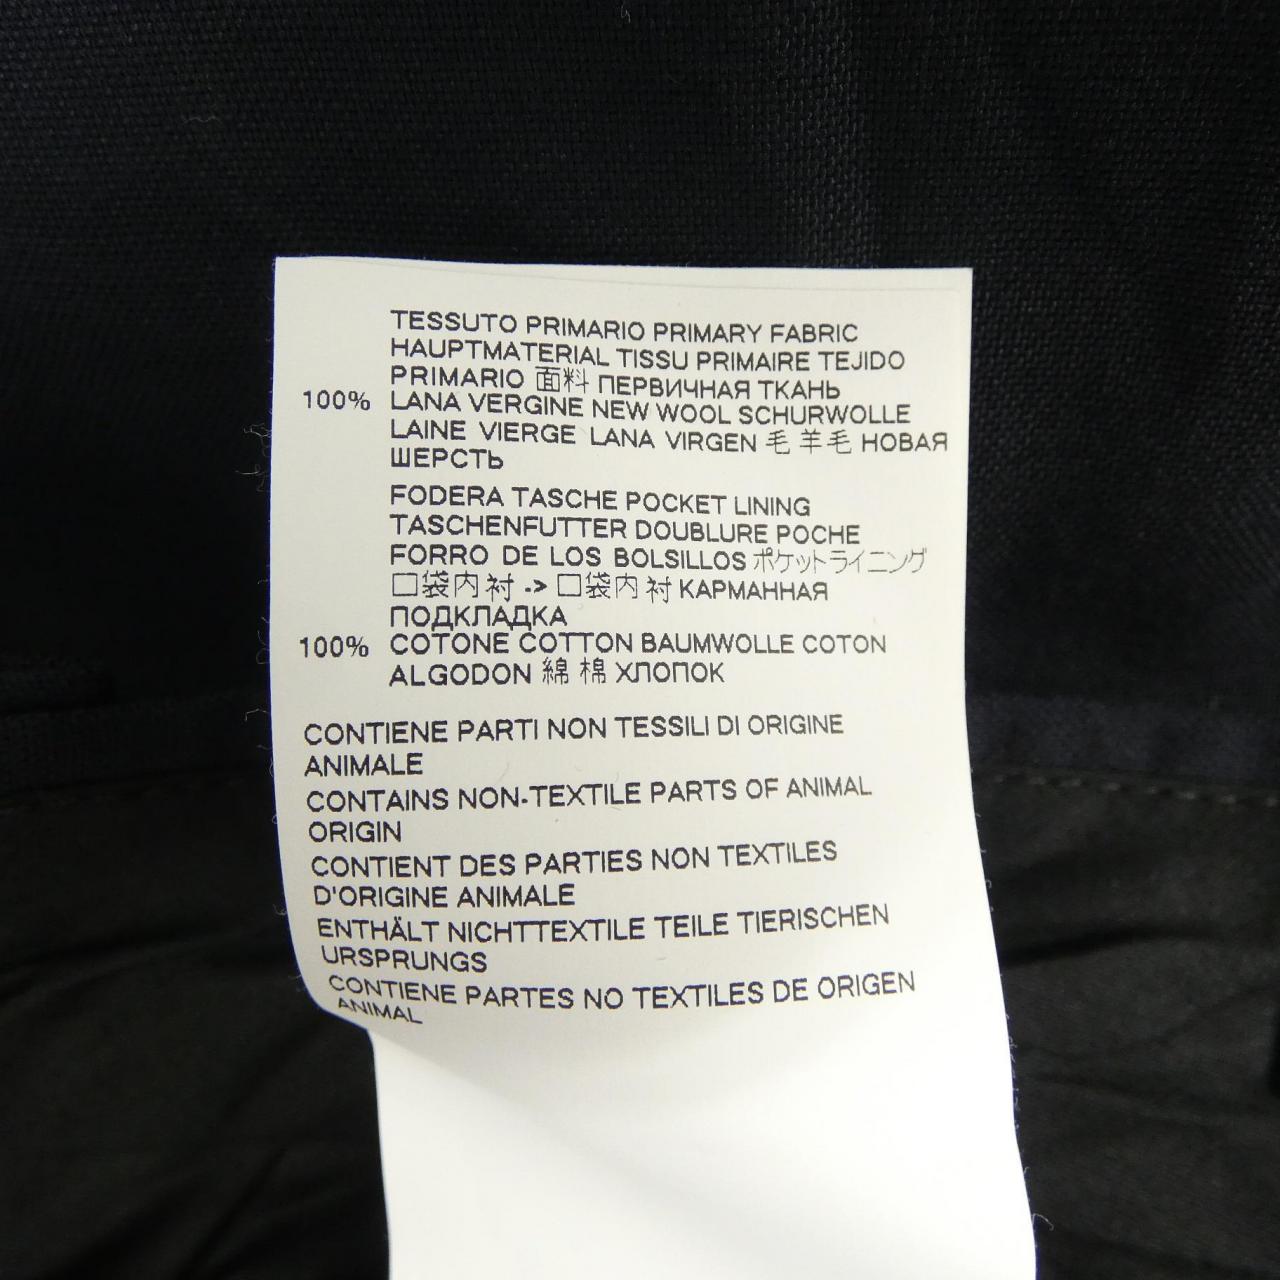 TESSUTO PRIMARIO PRIMARY FABRIC
HAUPTMATERIAL TISSU PRIMAIRE TEJIDO
PRIMARIO 面料 ПЕРВИЧНАЯ ТКАНЬ
100% LANA VERGINE NEW WOOL SCHURWOLLE
LAINE VIERGE LANA VIRGEN 毛 羊毛 НОВАЯ
ШЕРСТЬ
FODERA TASCHE POCKET LINING
TASCHENFUTTER DOUBLURE POCHE
FORRO DE LOS BOLSILLOS ポケットライニング
口袋内衬 -> 口袋内衬 КАРМАННАЯ
ПОДКЛАДКА
100% COTONE COTTON BAUMWOLLE COTON
ALGODON 綿 棉 ХЛОПОК
CONTIENE PARTI NON TESSILI DI ORIGINE
ANIMALE
CONTAINS NON-TEXTILE PARTS OF ANIMAL
ORIGIN
CONTIENT DES PARTIES NON TEXTILES
D'ORIGINE ANIMALE
ENTHÄLT NICHTTEXTILE TEILE TIERISCHEN
URSPRUNGS
CONTIENE PARTES NO TEXTILES DE ORIGEN
ANIMAL